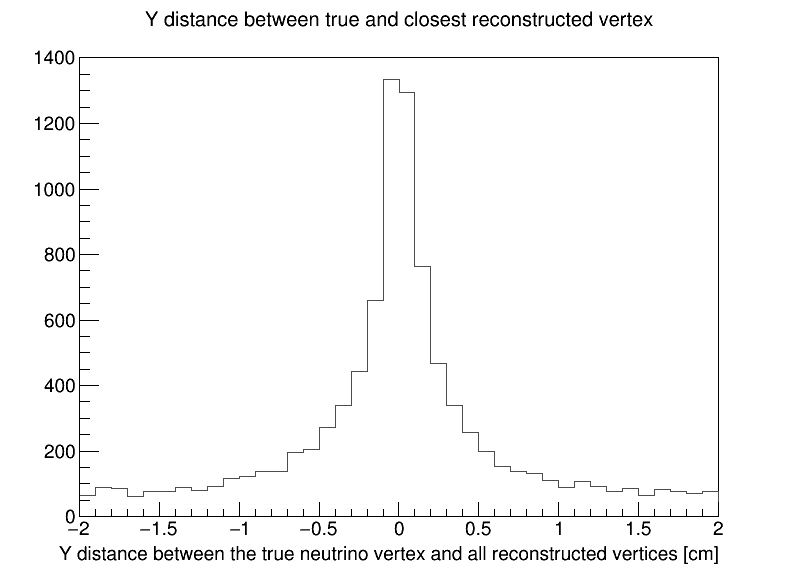 Y distance between true and closest reconstructed vertex
1400
1200
1000
800
600
400
200
0
−2 −1.5 −1 −0.5 0 0.5 1 1.5 2
Y distance between the true neutrino vertex and all reconstructed vertices [cm]